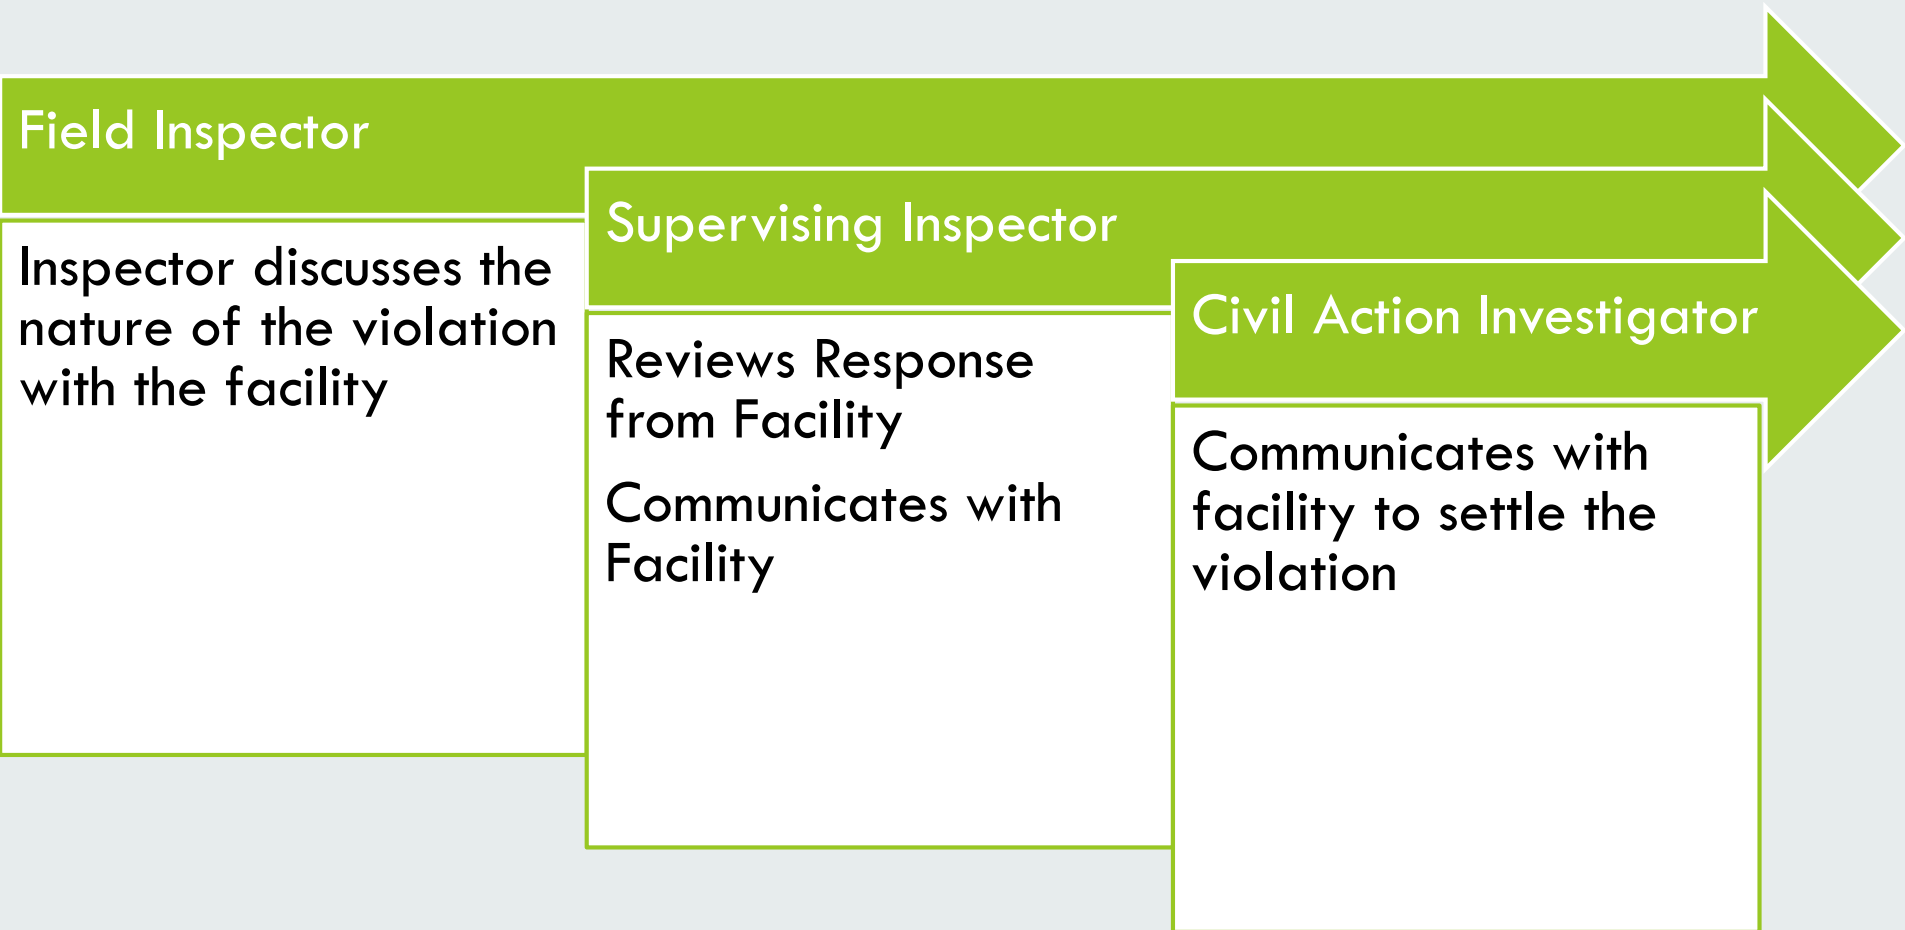 Field Inspector
Inspector discusses the
nature of the violation
with the facility
Supervising Inspector
Reviews Response
from Facility
Communicates with
Facility
Civil Action Investigator
Communicates with
facility to settle the
violation